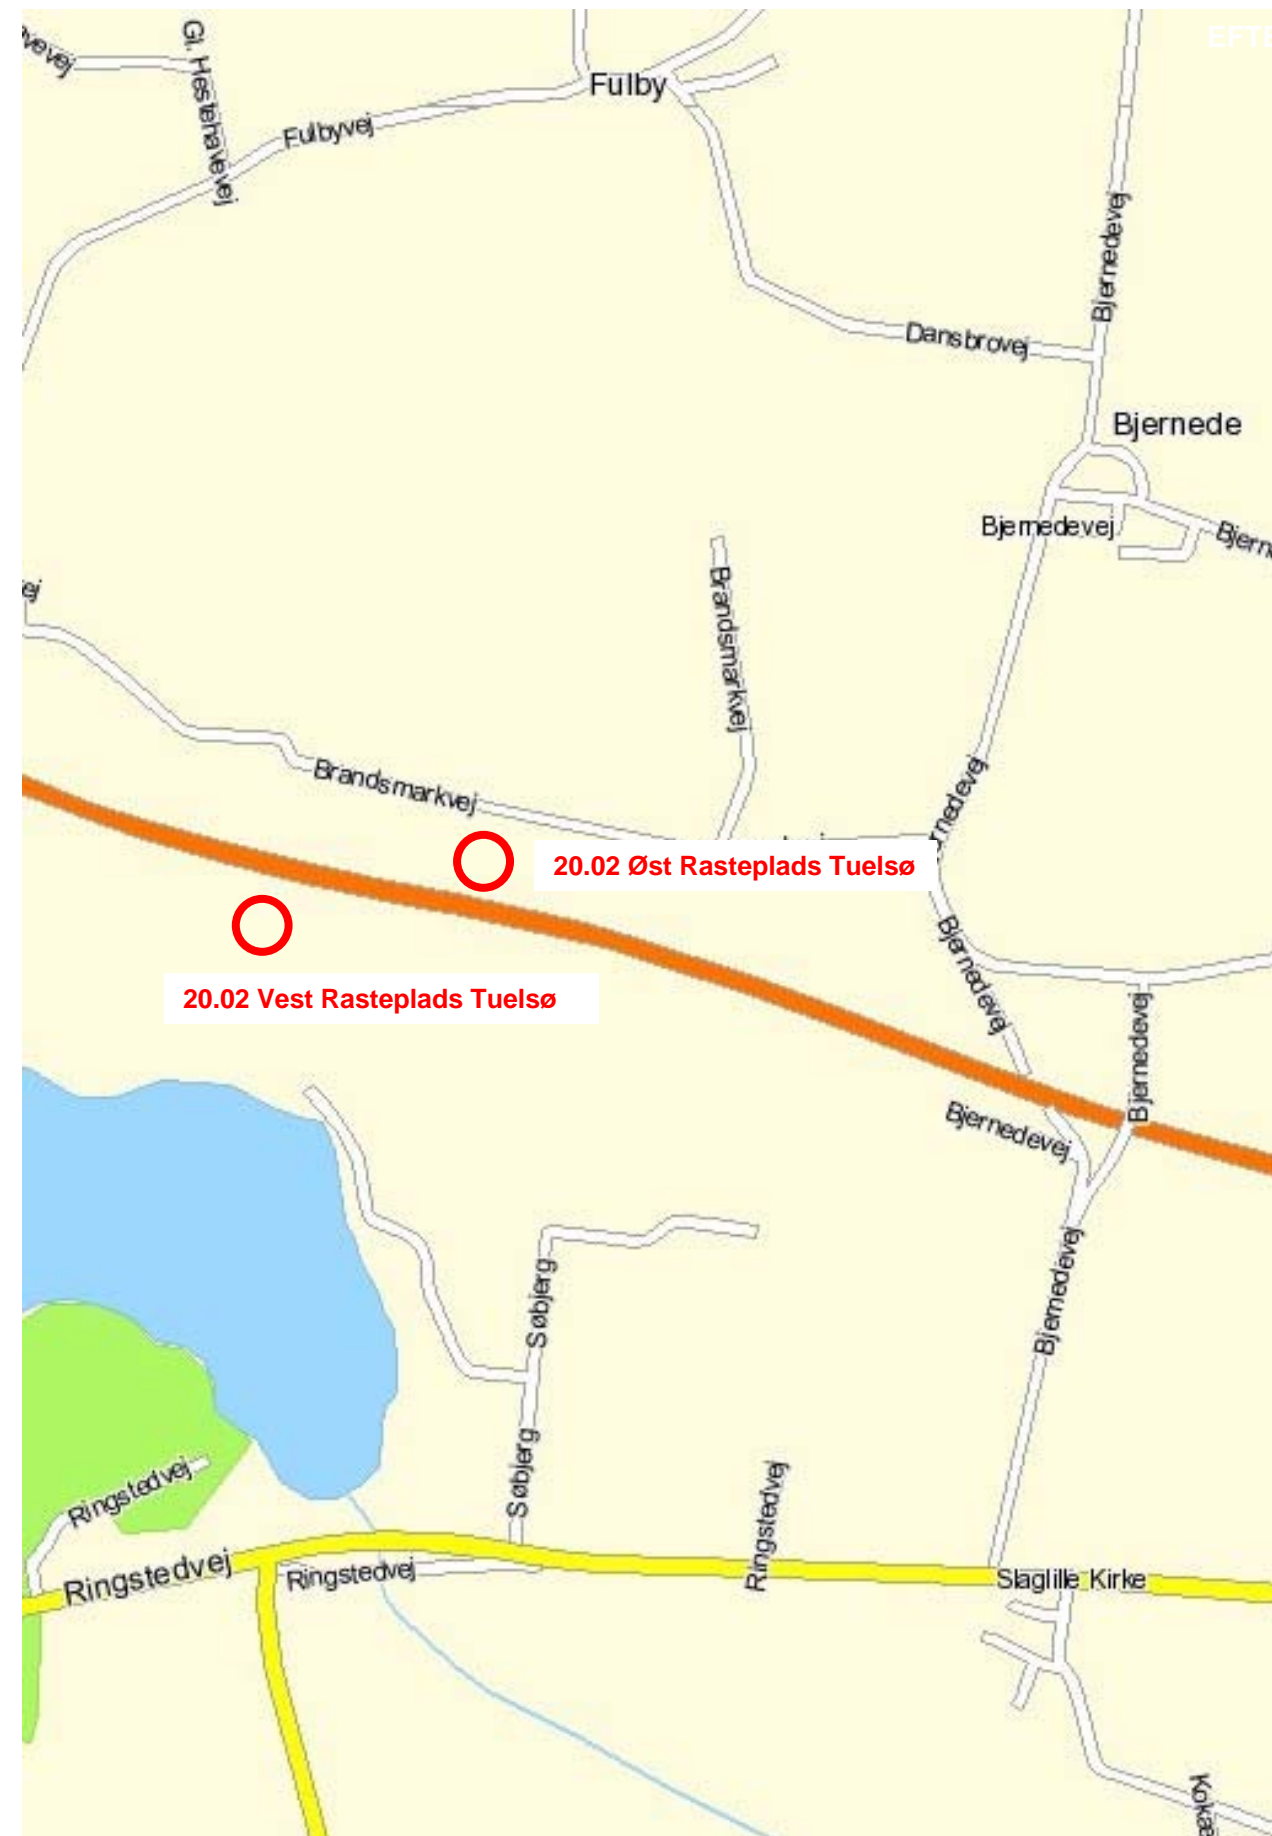 Gl. Hestehavevej
Fulby
Fulbyvej
Bjernedevej
Dansbrovej
Bjernede
Bjernedevej
Brandsmarkvej
Brandsmarkvej
20.02 Øst Rasteplads Tuelsø
20.02 Vest Rasteplads Tuelsø
Bjernedevej
Bjernedevej
Bjernedevej
Bjernedevej
Søbjerg
Søbjerg
Ringstedvej
Ringstedvej
Ringstedvej
Ringstedvej
Slaglille Kirke